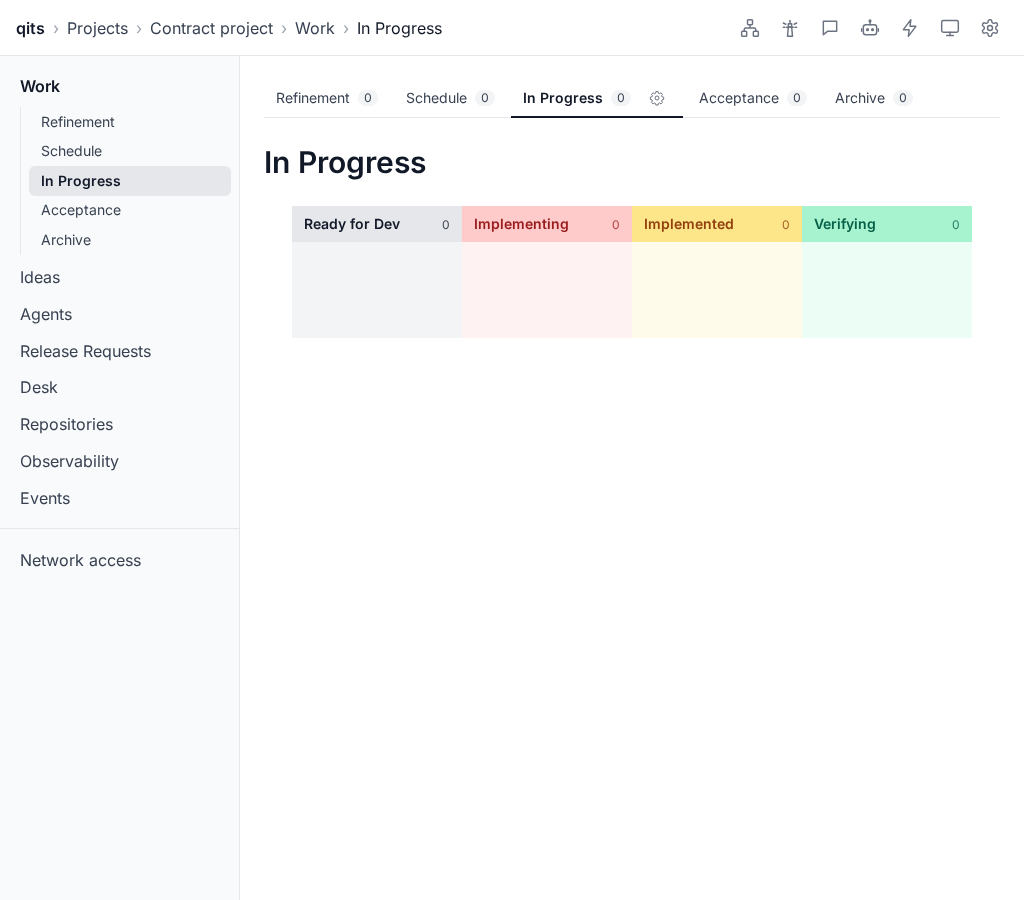 qits › Projects › Contract project › Work › In Progress
Work
Refinement
Schedule
In Progress
Acceptance
Archive
Ideas
Agents
Release Requests
Desk
Repositories
Observability
Events
Network access
Refinement 0 Schedule 0 In Progress 0 Acceptance 0 Archive 0
In Progress
Ready for Dev 0 Implementing 0 Implemented 0 Verifying 0